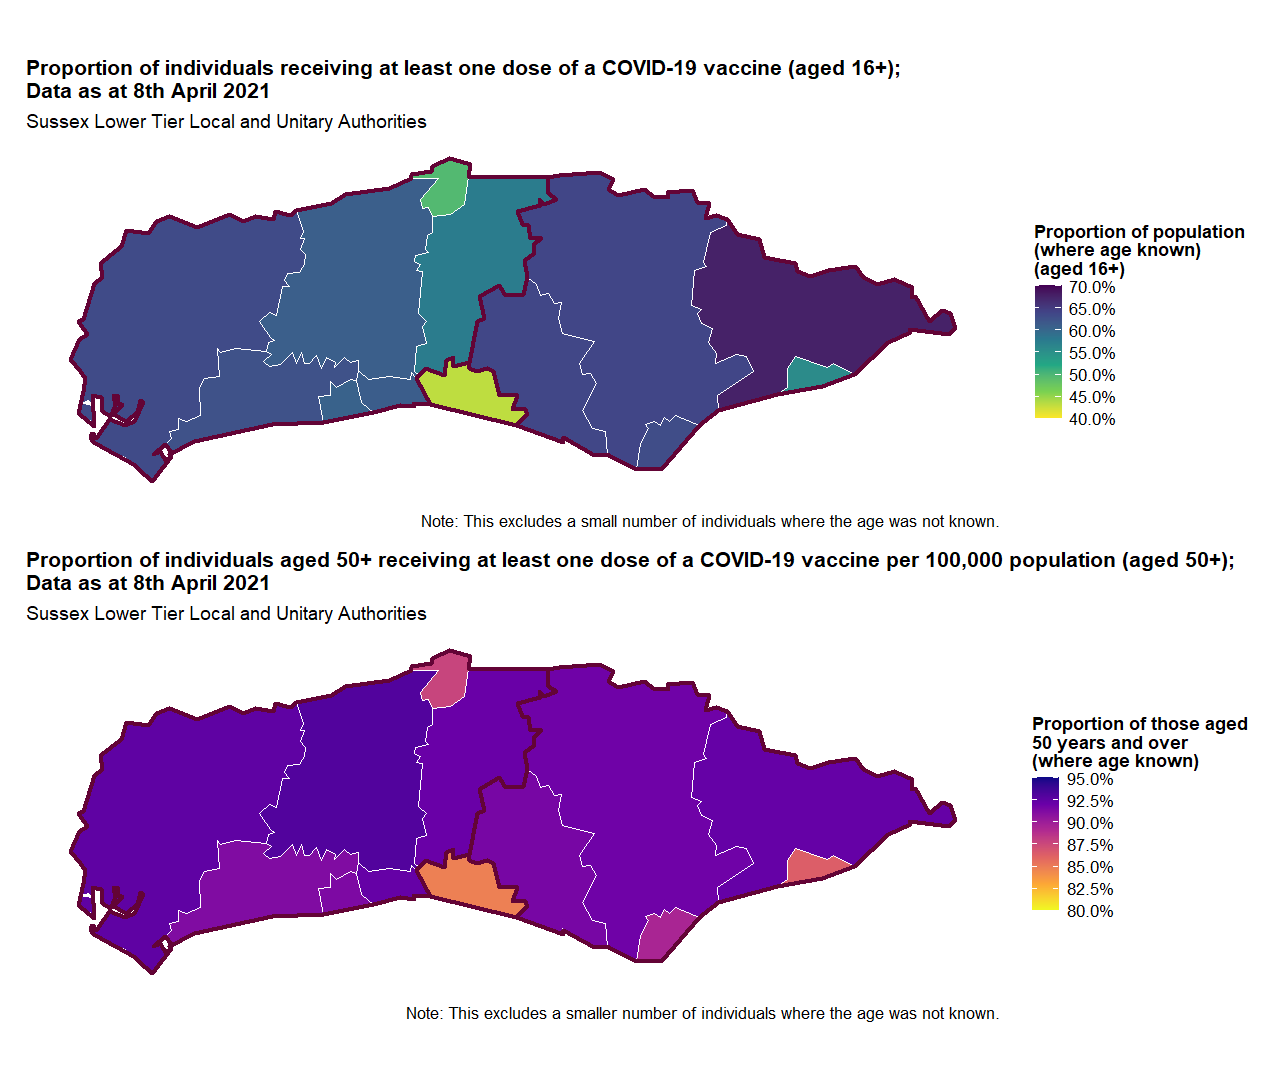 Proportion of individuals receiving at least one dose of a COVID-19 vaccine (aged 16+);
Data as at 8th April 2021
Sussex Lower Tier Local and Unitary Authorities
Proportion of population
(where age known)
(aged 16+)
70.0%
65.0%
60.0%
55.0%
50.0%
45.0%
40.0%
Note: This excludes a small number of individuals where the age was not known.
Proportion of individuals aged 50+ receiving at least one dose of a COVID-19 vaccine per 100,000 population (aged 50+);
Data as at 8th April 2021
Sussex Lower Tier Local and Unitary Authorities
Proportion of those aged
50 years and over
(where age known)
95.0%
92.5%
90.0%
87.5%
85.0%
82.5%
80.0%
Note: This excludes a smaller number of individuals where the age was not known.